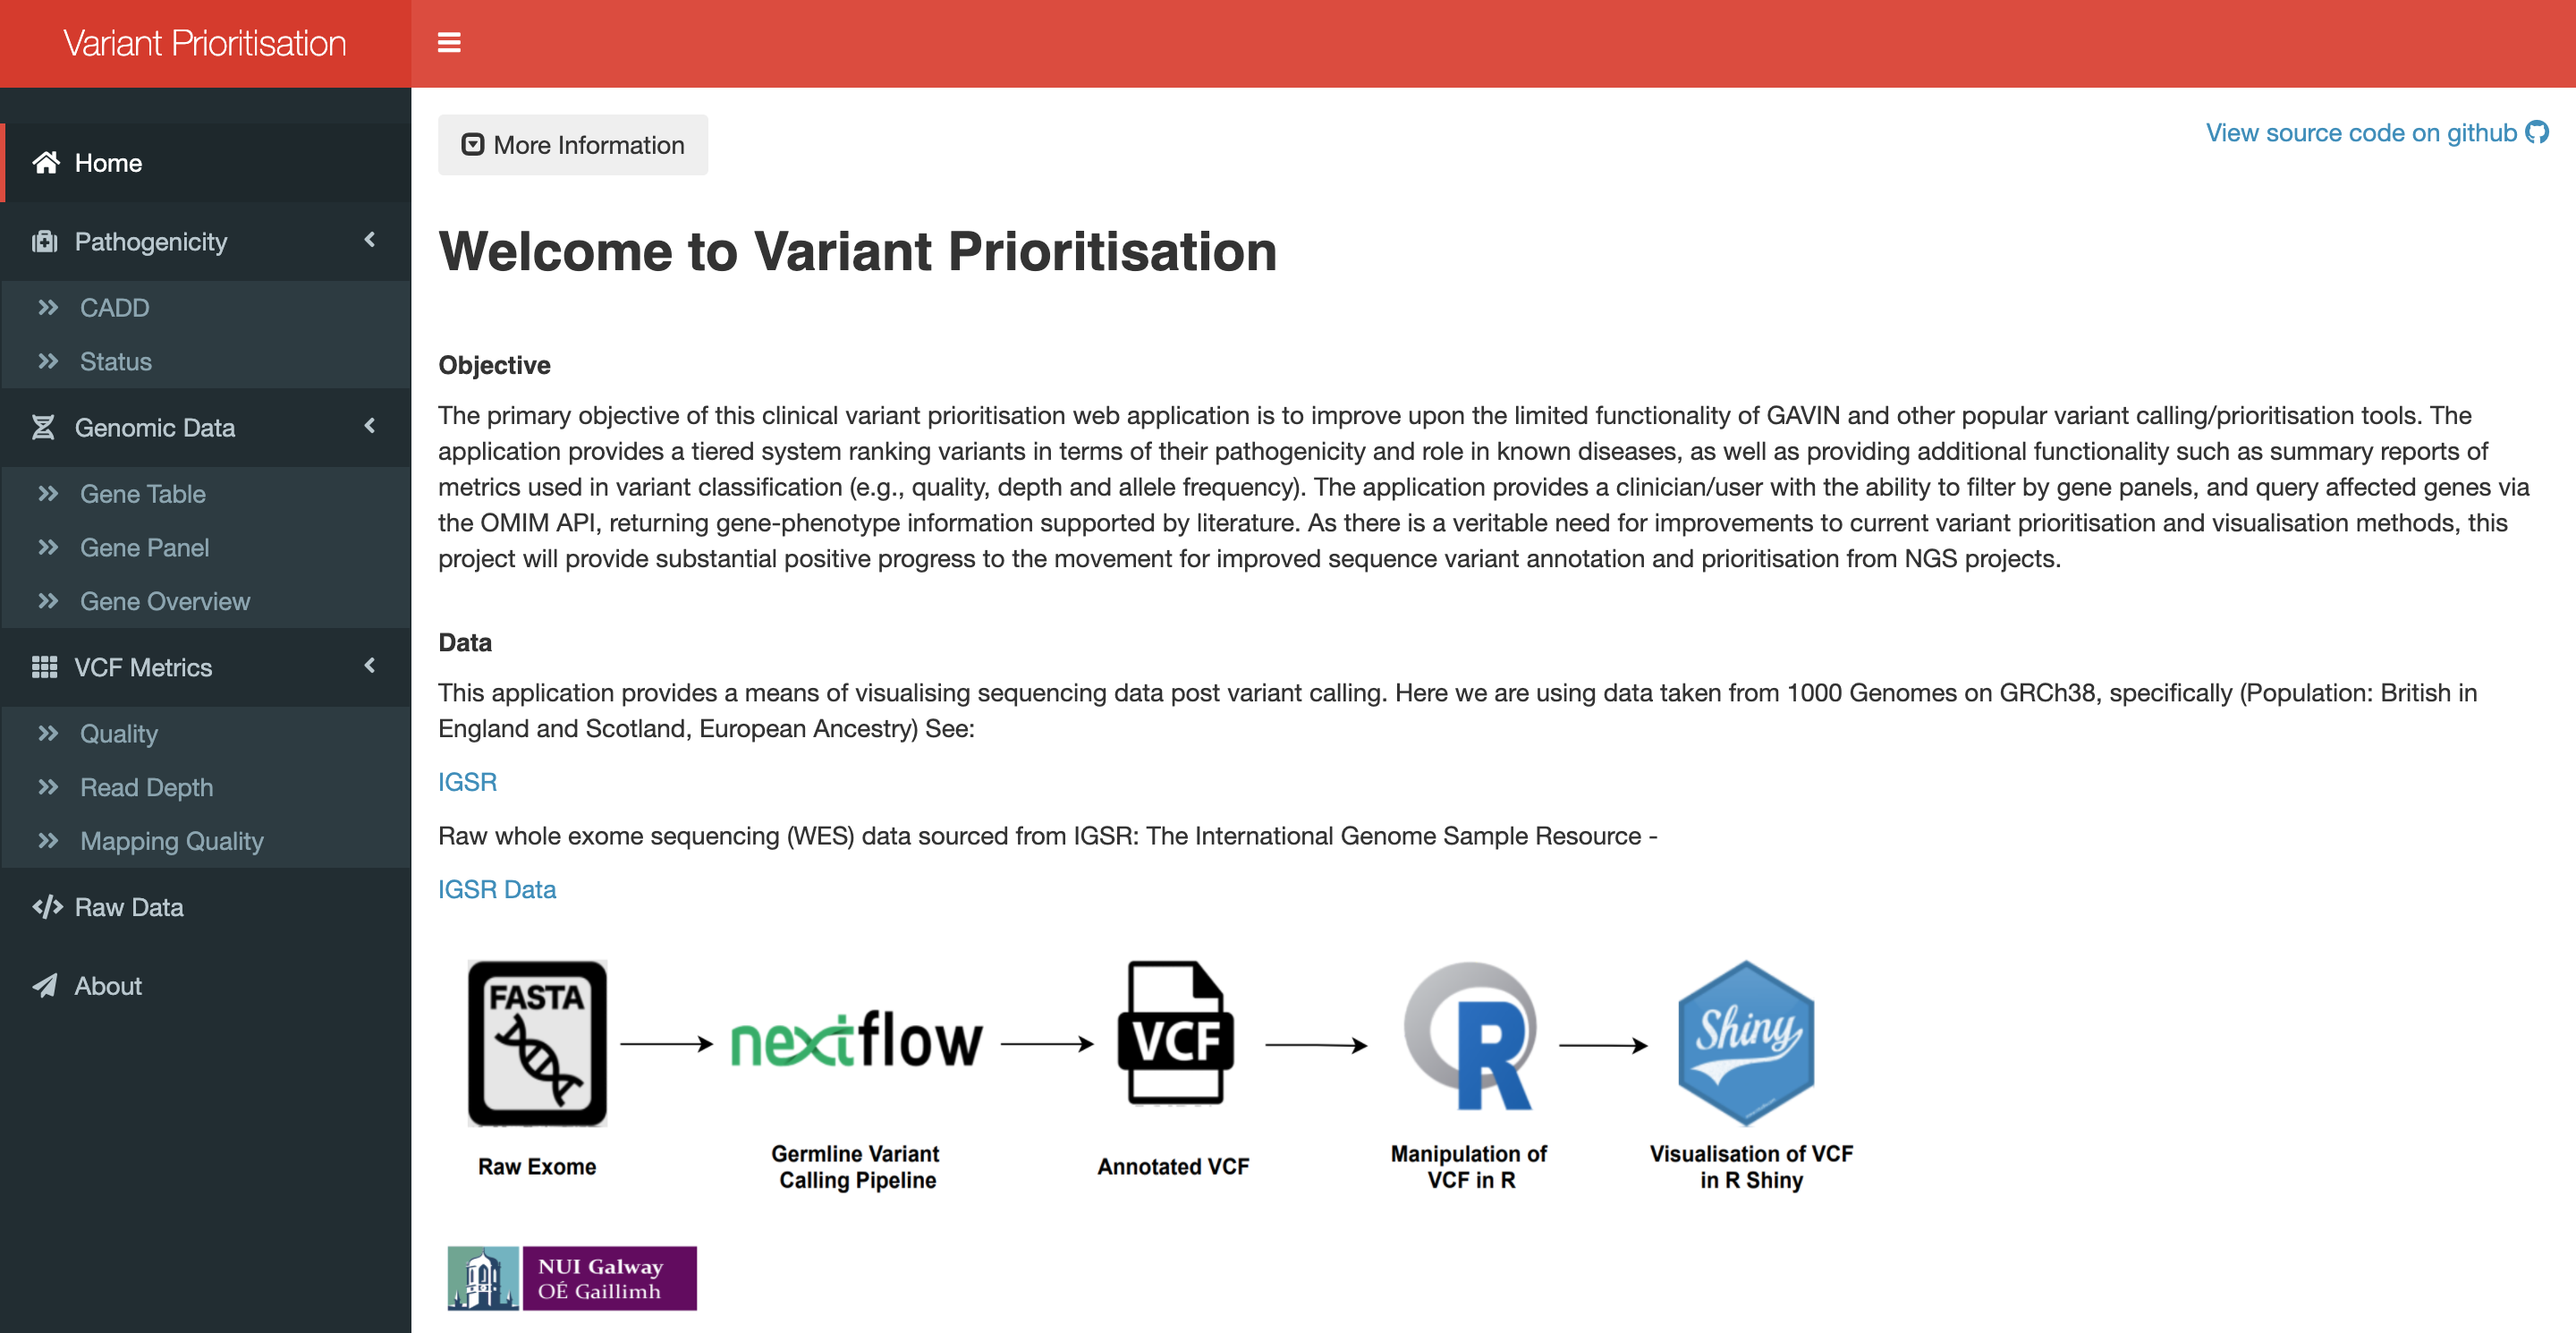 Variant Prioritisation
Home
Pathogenicity
CADD
Status
Genomic Data
Gene Table
Gene Panel
Gene Overview
VCF Metrics
Quality
Read Depth
Mapping Quality
Raw Data
About
More Information
View source code on github
Welcome to Variant Prioritisation
Objective
The primary objective of this clinical variant prioritisation web application is to improve upon the limited functionality of GAVIN and other popular variant calling/prioritisation tools. The
application provides a tiered system ranking variants in terms of their pathogenicity and role in known diseases, as well as providing additional functionality such as summary reports of
metrics used in variant classification (e.g., quality, depth and allele frequency). The application provides a clinician/user with the ability to filter by gene panels, and query affected genes via
the OMIM API, returning gene-phenotype information supported by literature. As there is a veritable need for improvements to current variant prioritisation and visualisation methods, this
project will provide substantial positive progress to the movement for improved sequence variant annotation and prioritisation from NGS projects.
Data
This application provides a means of visualising sequencing data post variant calling. Here we are using data taken from 1000 Genomes on GRCh38, specifically (Population: British in
England and Scotland, European Ancestry) See:
IGSR
Raw whole exome sequencing (WES) data sourced from IGSR: The International Genome Sample Resource -
IGSR Data
FASTA
nextflow
VCF
R
Shiny
Raw Exome
Germline Variant
Calling Pipeline
Annotated VCF
Manipulation of
VCF in R
Visualisation of VCF
in R Shiny
NUI Galway
OÉ Gaillimh